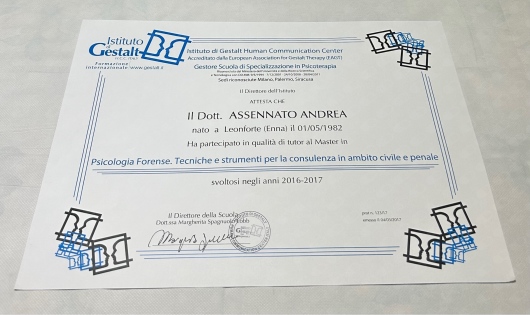 Istituto
di
Gestalt
Formazione
internazionale www.gestalt.it
Istituto di Gestalt Human Communication Center
Accreditato dalla European Association for Gestalt Therapy (EAGT)
Gestore Scuola di Specializzazione in Psicoterapia
Sedi riconosciute Milano, Palermo, Siracusa
Il Direttore dell'Istituto
ATTESTA CHE
Il Dott. ASSENNATO ANDREA
nato a Leonforte (Enna) il 01/05/1982
Ha partecipato in qualità di tutor al Master in
Psicologia Forense. Tecniche e strumenti per la consulenza in ambito civile e penale
svoltosi negli anni 2016-2017
Il Direttore della Scuola
Dott.ssa Margherita Spagnuolo Lobb